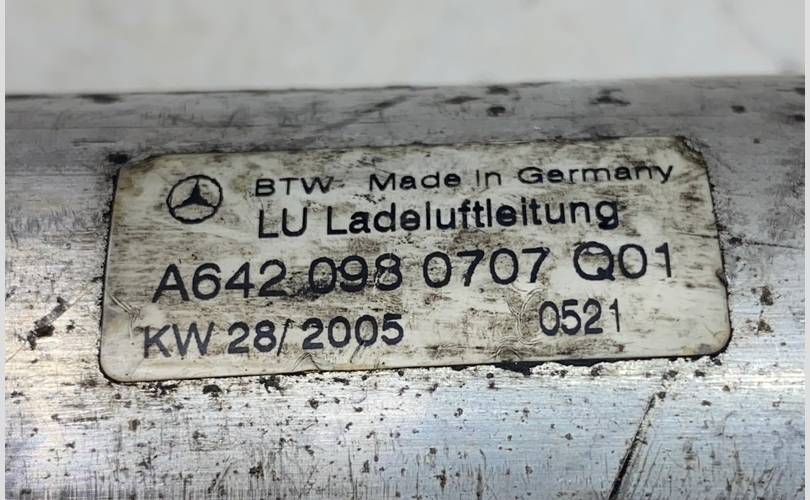 BTW- Made in Germany
LU Ladeluftleitung
A642 098 0707 Q01
KW 28/2005 0521